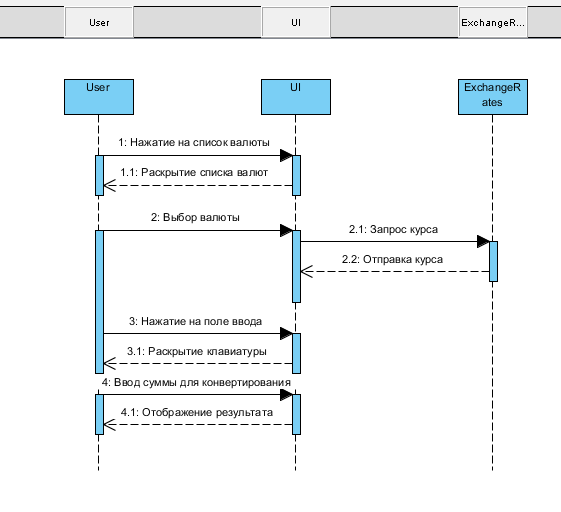 User
UI
ExchangeR...
User
UI
ExchangeR
ates
1: Нажатие на список валюты
1.1: Раскрытие списка валют
2: Выбор валюты
2.1: Запрос курса
2.2: Отправка курса
3: Нажатие на поле ввода
3.1: Раскрытие клавиатуры
4: Ввод суммы для конвертирования
4.1: Отображение результата